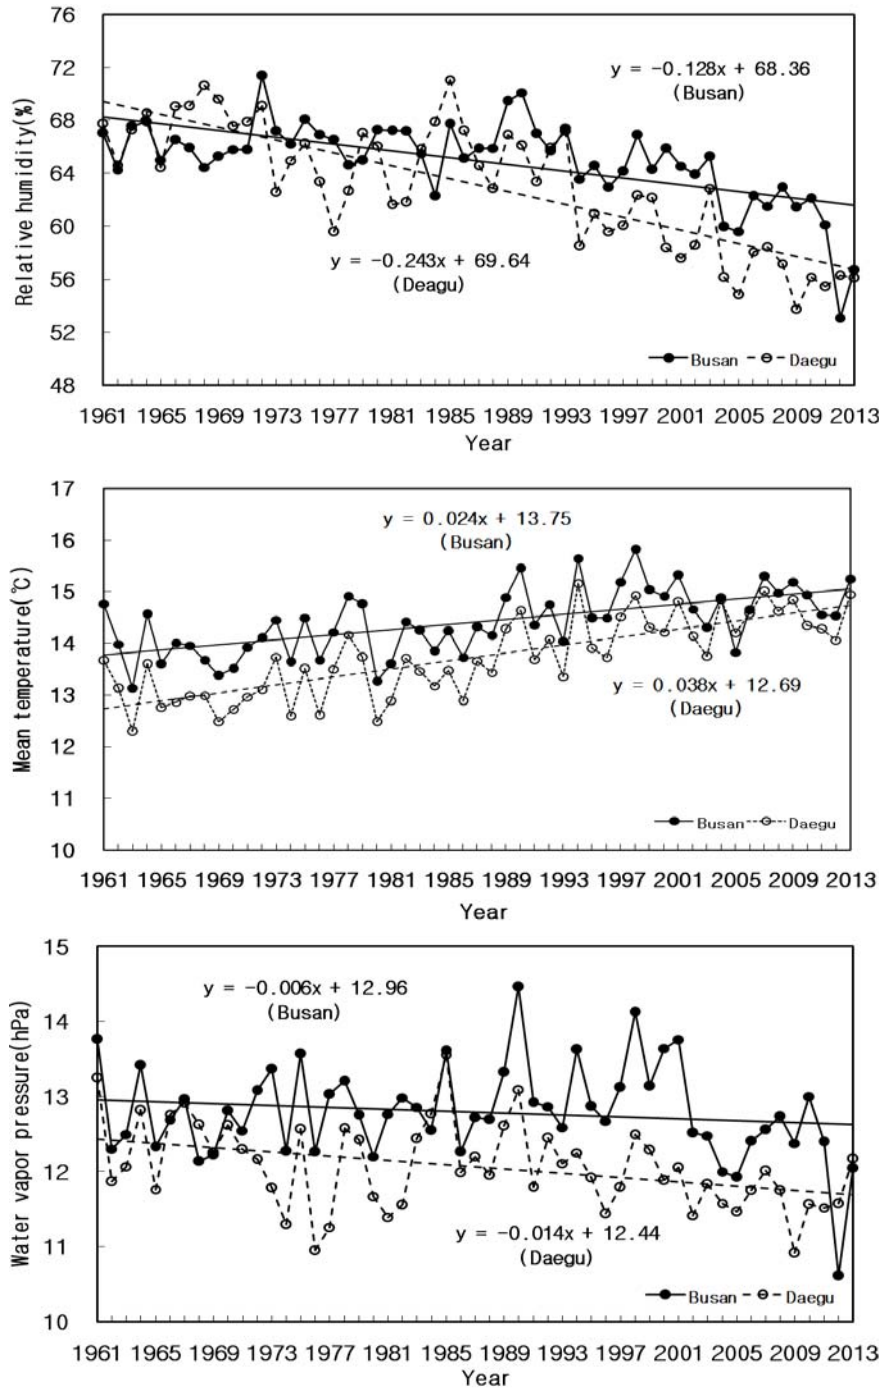 76
72
68
64
60
56
52
48
Relative humidity(%)
y = -0.128x + 68.36
(Busan)
y = -0.243x + 69.64
(Deagu)
Busan Daegu
1961 1965 1969 1973 1977 1981 1985 1989 1993 1997 2001 2005 2009 2013
Year
17
16
15
14
13
12
11
10
Mean temperature(℃)
y = 0.024x + 13.75
(Busan)
y = 0.038x + 12.69
(Daegu)
Busan Daegu
1961 1965 1969 1973 1977 1981 1985 1989 1993 1997 2001 2005 2009 2013
Year
15
14
13
12
11
10
Water vapor pressure(hPa)
y = -0.006x + 12.96
(Busan)
y = -0.014x + 12.44
(Daegu)
Busan Daegu
1961 1965 1969 1973 1977 1981 1985 1989 1993 1997 2001 2005 2009 2013
Year